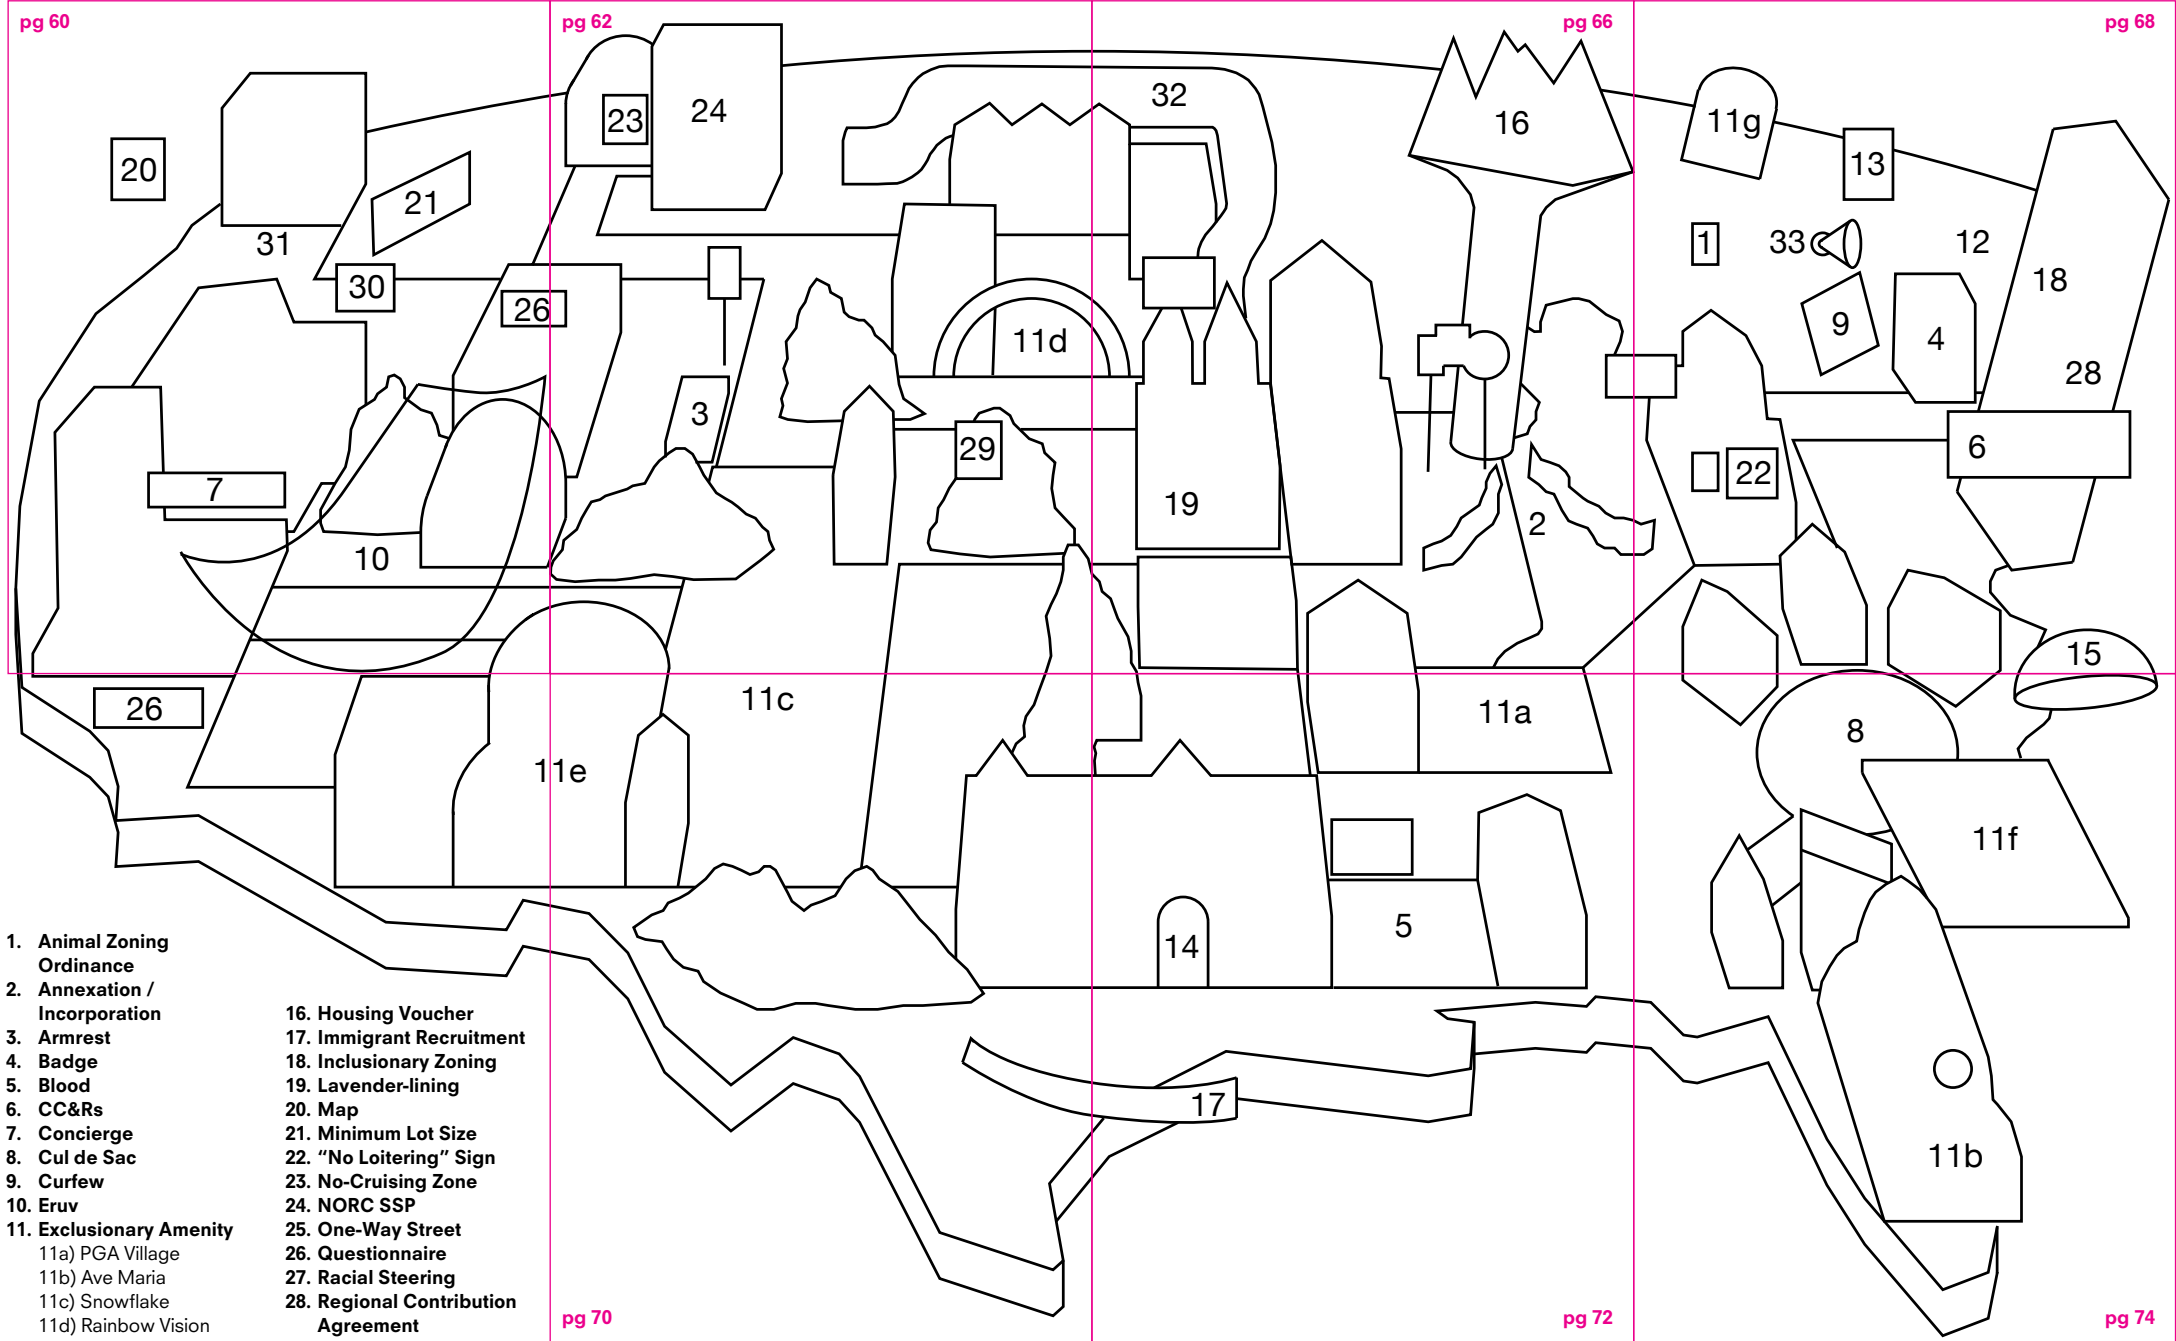 pg 60
pg 62
pg 66
pg 68
32
23
24
16
11g
13
20
21
31
1
33
12
18
30
26
11d
9
4
28
3
29
6
7
22
19
2
10
15
26
11c
11a
8
11e
11f
5
14
17
11b
1. Animal Zoning
Ordinance
2. Annexation /
Incorporation
3. Armrest
4. Badge
5. Blood
6. CC&Rs
7. Concierge
8. Cul de Sac
9. Curfew
10. Eruv
11. Exclusionary Amenity
11a) PGA Village
11b) Ave Maria
11c) Snowflake
11d) Rainbow Vision
16. Housing Voucher
17. Immigrant Recruitment
18. Inclusionary Zoning
19. Lavender-lining
20. Map
21. Minimum Lot Size
22. “No Loitering” Sign
23. No-Cruising Zone
24. NORC SSP
25. One-Way Street
26. Questionnaire
27. Racial Steering
28. Regional Contribution
Agreement
pg 70
pg 72
pg 74